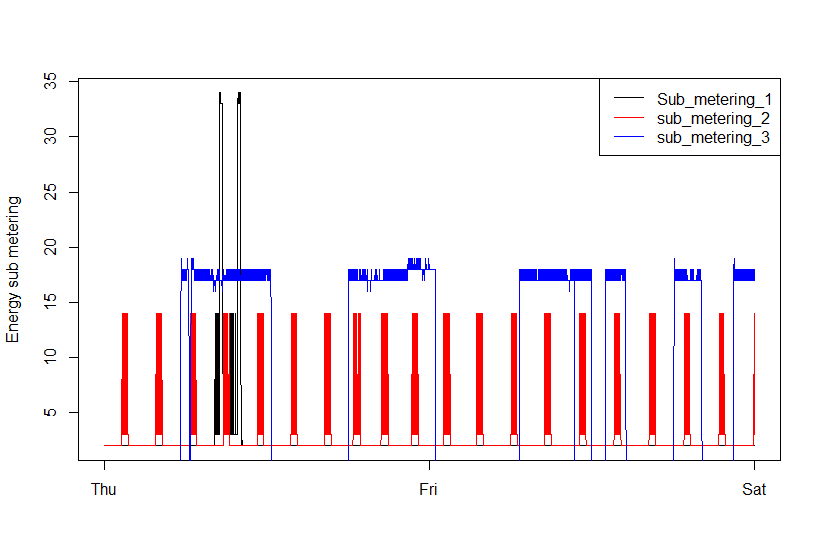 35
30
25
20
15
10
5
Energy sub metering
Sub_metering_1
sub_metering_2
sub_metering_3
Thu
Fri
Sat